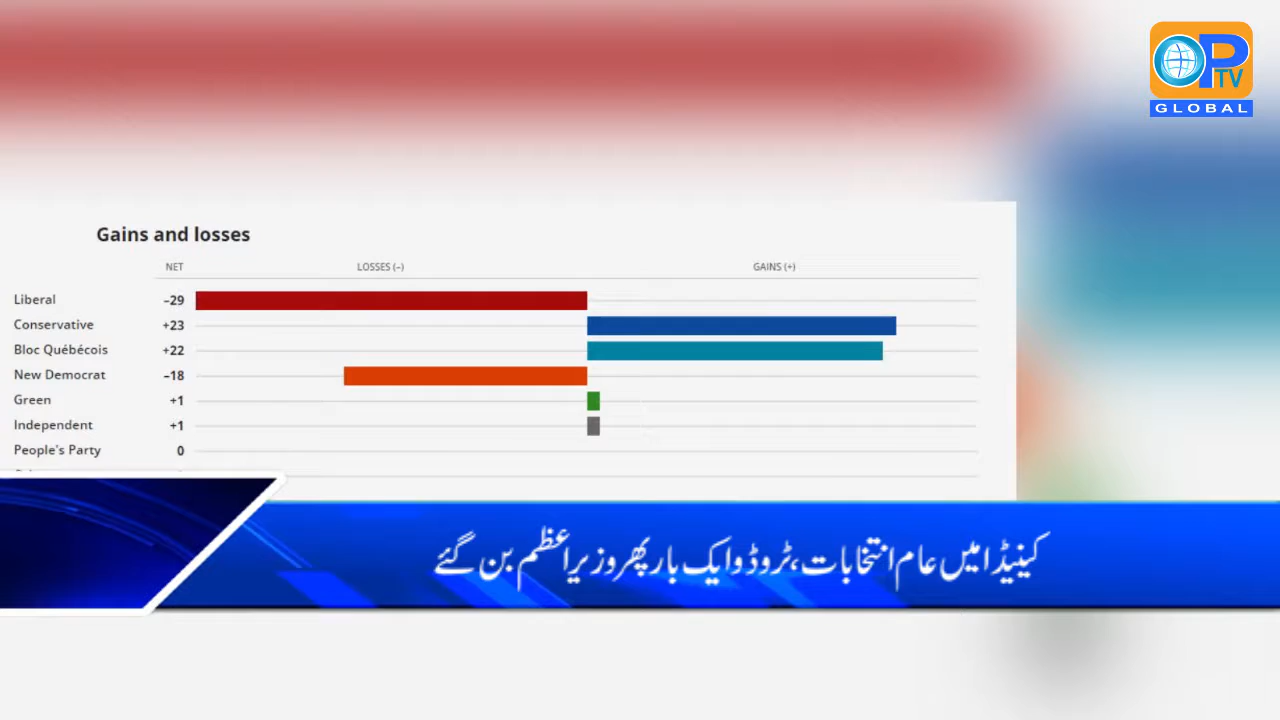 OP TV
GLOBAL
Gains and losses
NET LOSSES (–) GAINS (+)
Liberal –29
Conservative +23
Bloc Québécois +22
New Democrat –18
Green +1
Independent +1
People's Party 0
کینیڈا میں عام انتخابات، ٹروڈو ایک بار پھر وزیراعظم بن گئے